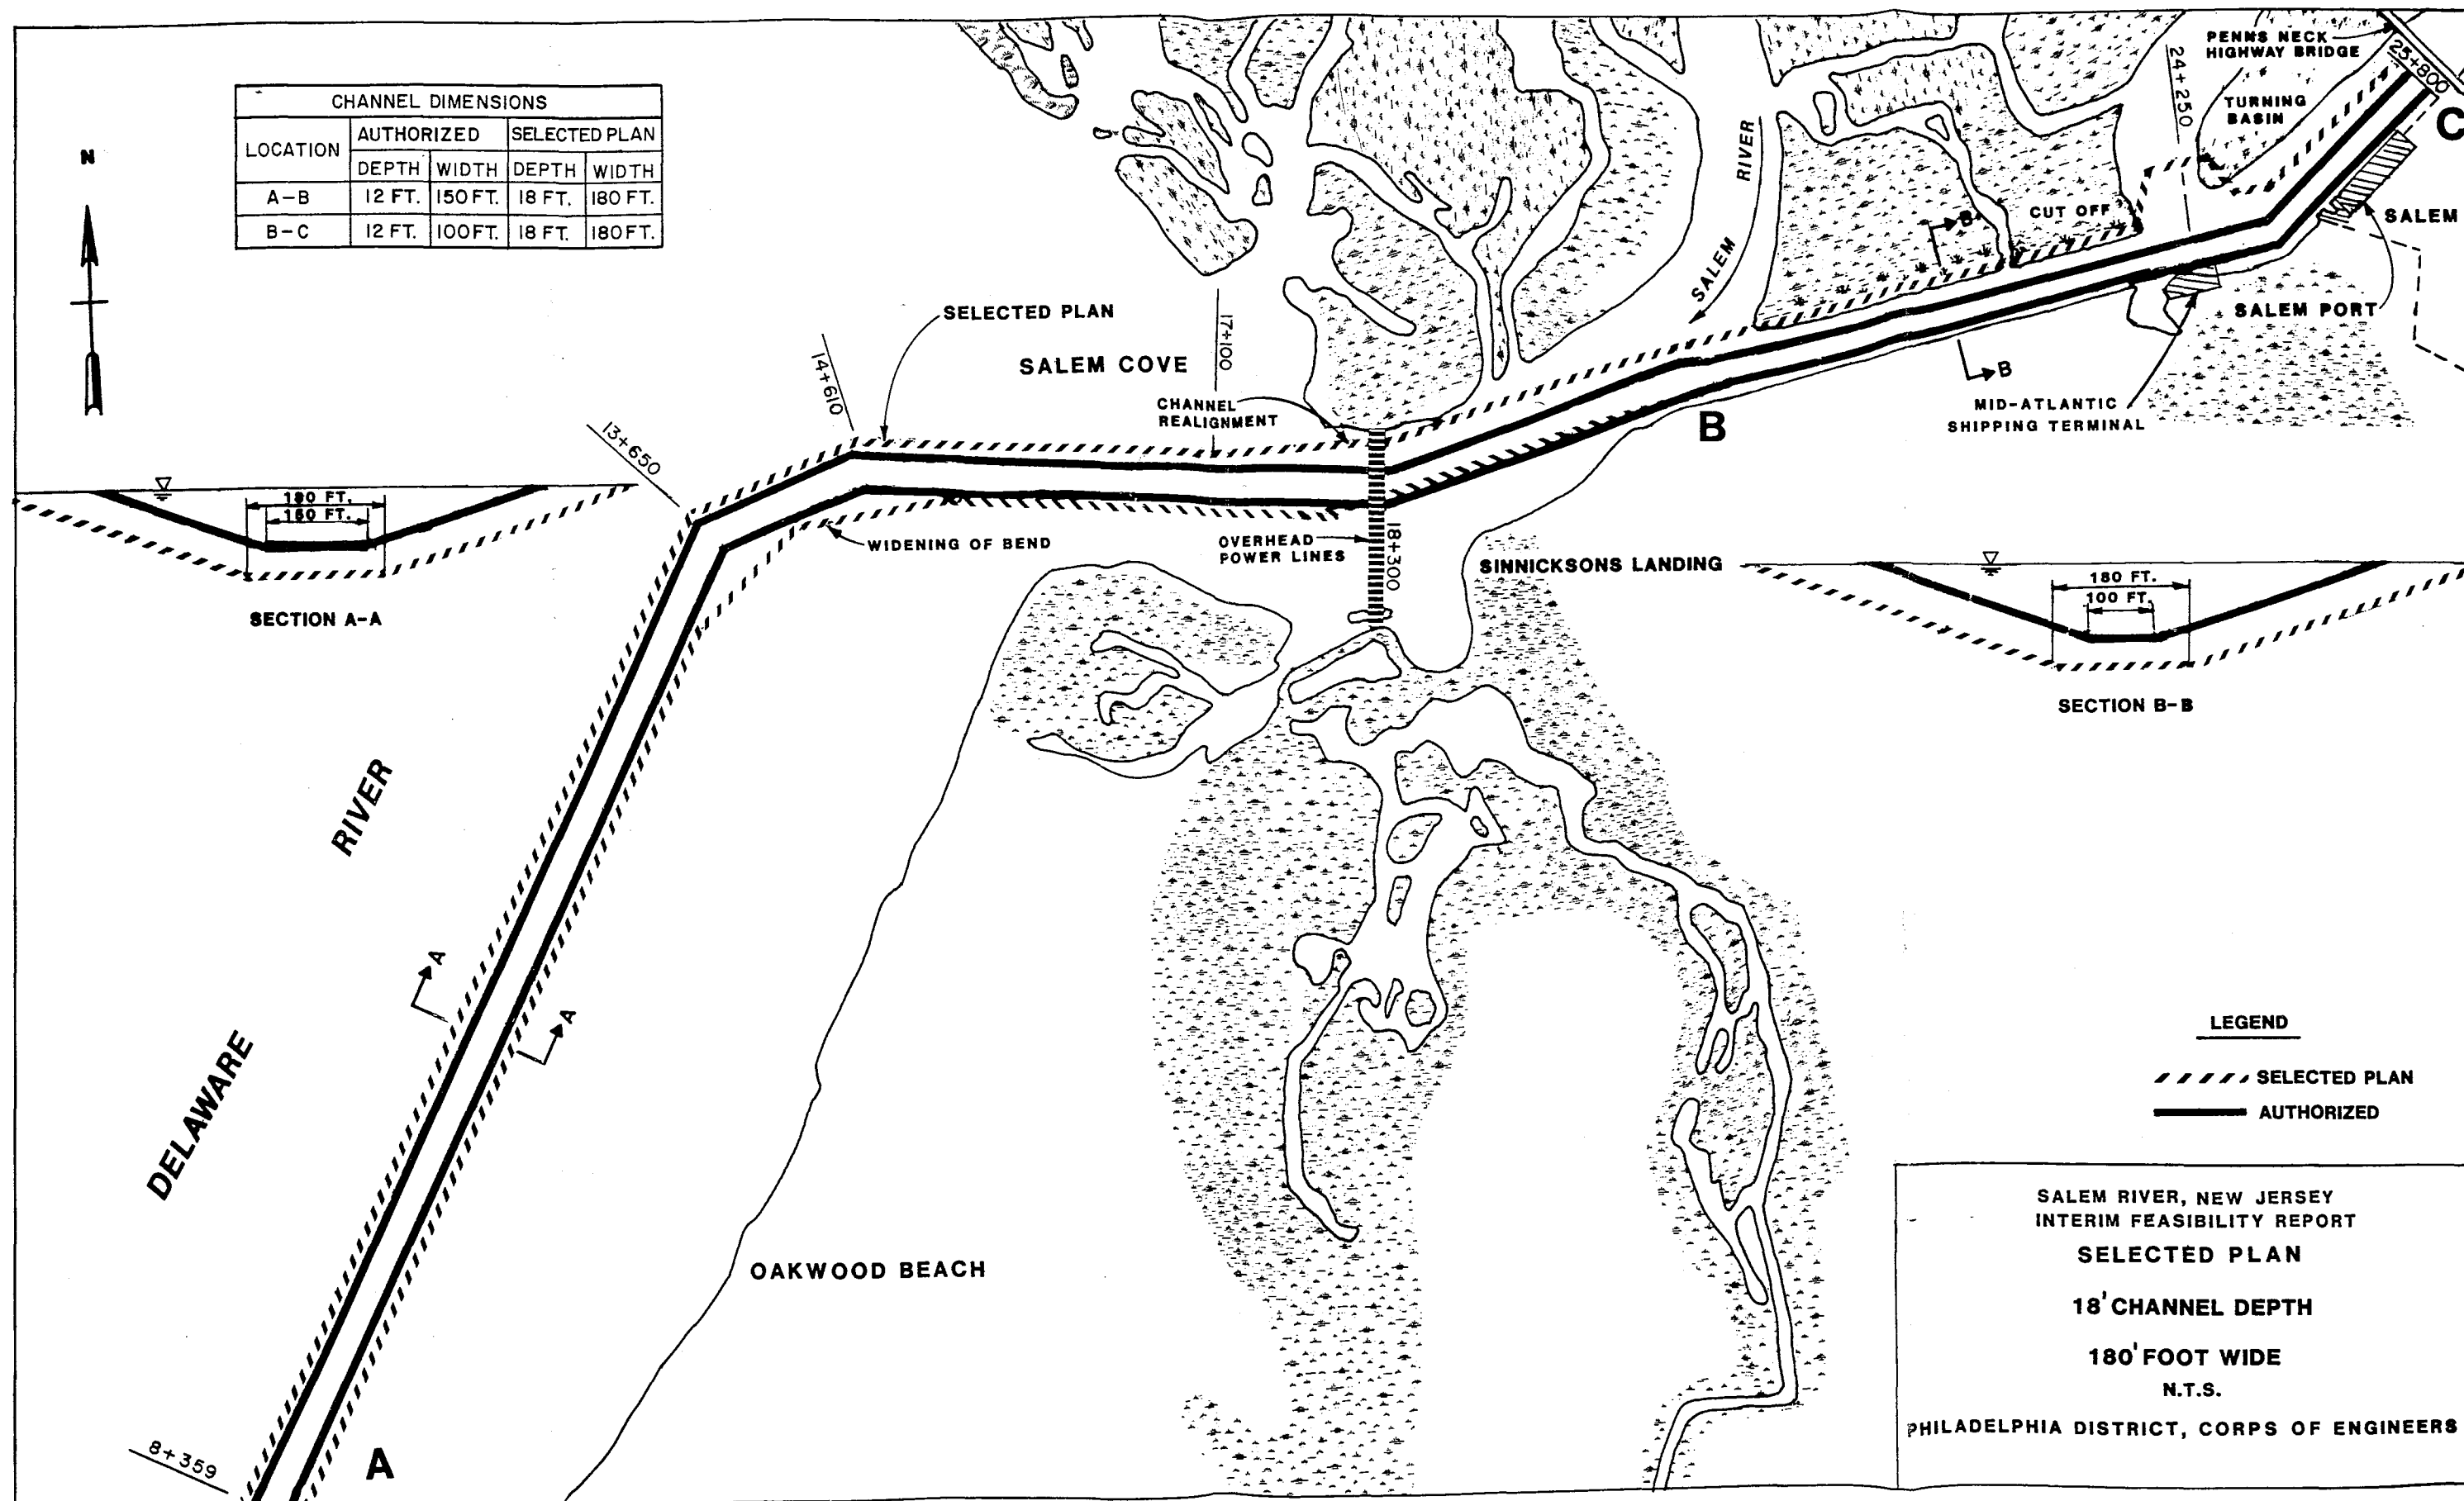 CHANNEL DIMENSIONS
LOCATION AUTHORIZED SELECTED PLAN
DEPTH WIDTH DEPTH WIDTH
A-B 12 FT. 150 FT. 18 FT. 180 FT.
B-C 12 FT. 100 FT. 18 FT. 180 FT.
N
PENNS NECK
HIGHWAY BRIDGE
25+800
24+250
TURNING
BASIN
C
SALEM
RIVER
SALEM
CUT OFF
B
SALEM PORT
SELECTED PLAN
SALEM COVE
17+100
14+610
13+650
CHANNEL
REALIGNMENT
B
B
MID-ATLANTIC
SHIPPING TERMINAL
180 FT.
150 FT.
SECTION A-A
WIDENING OF BEND
OVERHEAD
POWER LINES
18+300
SINNICKSONS LANDING
180 FT.
100 FT.
SECTION B-B
DELAWARE RIVER
A
A
OAKWOOD BEACH
8+359
A
LEGEND
SELECTED PLAN
AUTHORIZED
SALEM RIVER, NEW JERSEY
INTERIM FEASIBILITY REPORT
SELECTED PLAN
18' CHANNEL DEPTH
180' FOOT WIDE
N.T.S.
PHILADELPHIA DISTRICT, CORPS OF ENGINEERS